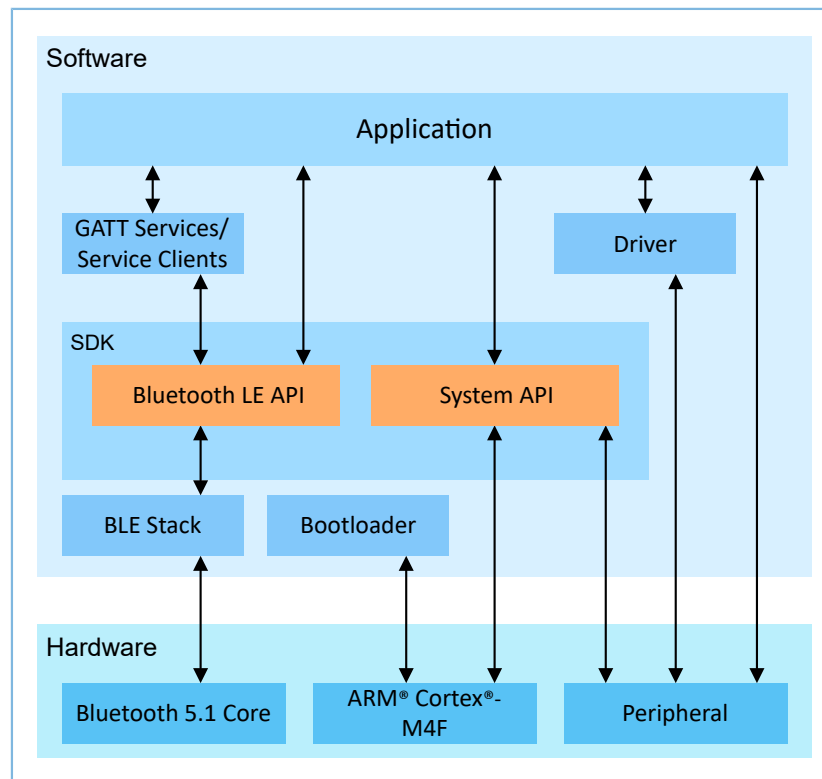 Software
Application
GATT Services/
Service Clients
Driver
SDK
Bluetooth LE API
System API
BLE Stack
Bootloader
Hardware
Bluetooth 5.1 Core
ARM® Cortex®-
M4F
Peripheral